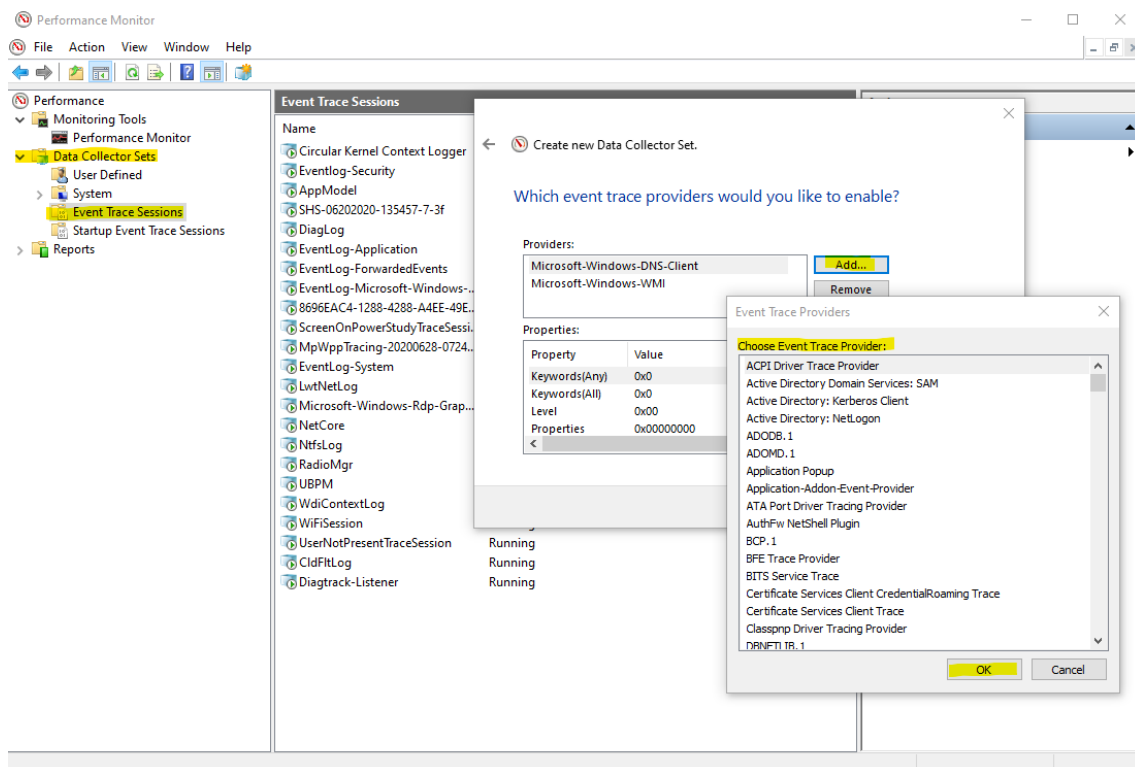 Performance Monitor
File Action View Window Help
Performance
Monitoring Tools
Performance Monitor
Data Collector Sets
User Defined
System
Event Trace Sessions
Startup Event Trace Sessions
Reports
Event Trace Sessions
Name
Circular Kernel Context Logger
Eventlog-Security
AppModel
SHS-06202020-135457-7-3f
DiagLog
EventLog-Application
EventLog-ForwardedEvents
EventLog-Microsoft-Windows-...
8696EAC4-1288-4288-A4EE-49E...
ScreenOnPowerStudyTraceSessi...
MpWppTracing-20200628-0724...
EventLog-System
LwtNetLog
Microsoft-Windows-Rdp-Grap...
NetCore
NtfsLog
RadioMgr
UBPM
WdiContextLog
WiFiSession
UserNotPresentTraceSession Running
CldFltLog Running
Diagtrack-Listener Running
Create new Data Collector Set.
Which event trace providers would you like to enable?
Providers:
Microsoft-Windows-DNS-Client
Microsoft-Windows-WMI
Add...
Remove
Properties:
Property Value
Keywords(Any) 0x0
Keywords(All) 0x0
Level 0x00
Properties 0x00000000
Event Trace Providers
Choose Event Trace Provider:
ACPI Driver Trace Provider
Active Directory Domain Services: SAM
Active Directory: Kerberos Client
Active Directory: NetLogon
ADODB.1
ADOMD.1
Application Popup
Application-Addon-Event-Provider
ATA Port Driver Tracing Provider
AuthFw NetShell Plugin
BCP.1
BFE Trace Provider
BITS Service Trace
Certificate Services Client CredentialRoaming Trace
Certificate Services Client Trace
Classpnp Driver Tracing Provider
DBNETLIB.1
OK Cancel